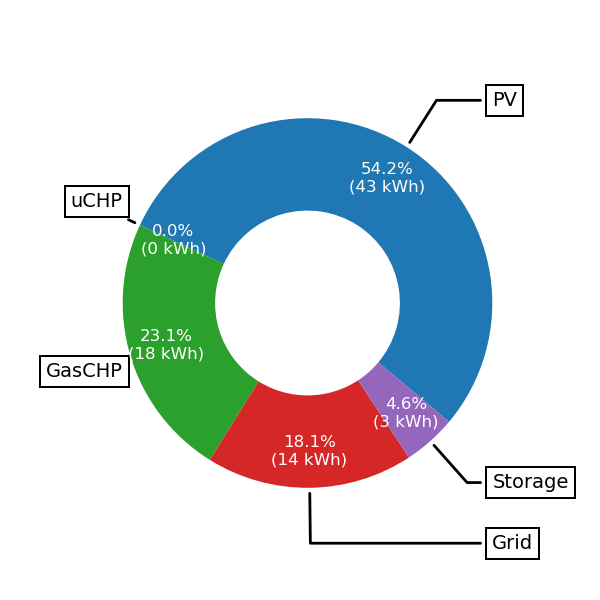 PV
54.2%
(43 kWh)
uCHP
0.0%
(0 kWh)
23.1%
(18 kWh)
GasCHP
4.6%
(3 kWh)
18.1%
(14 kWh)
Storage
Grid